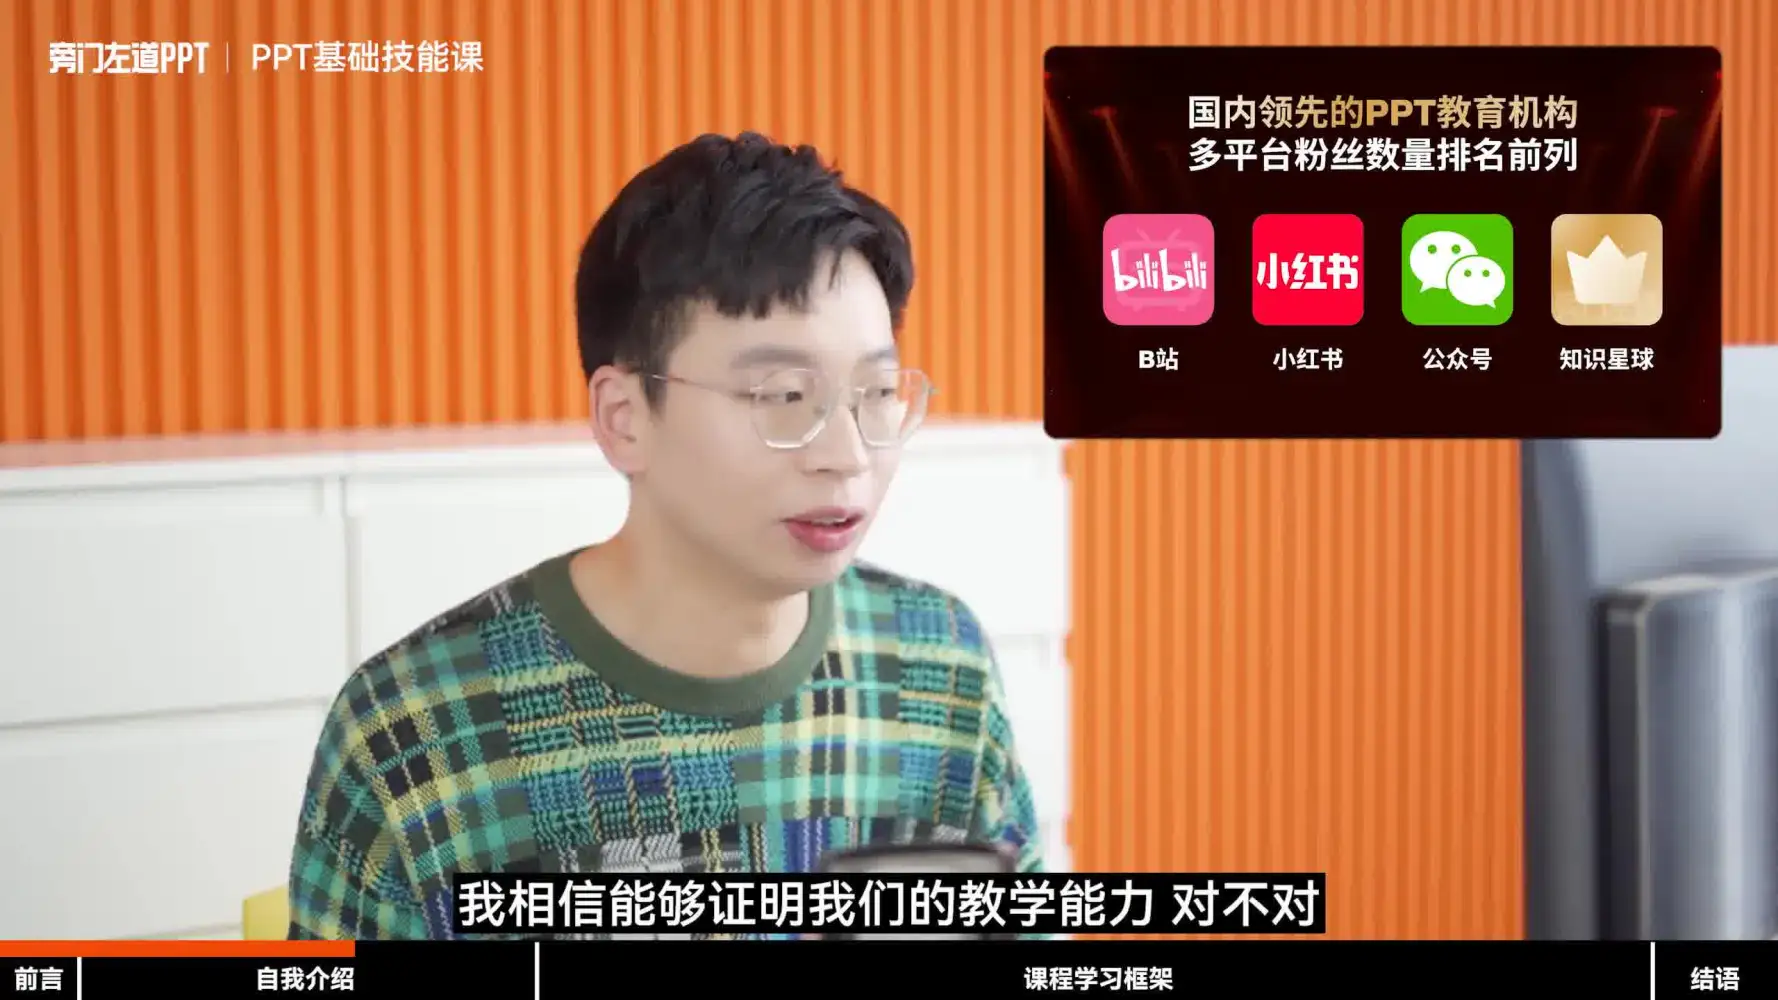 旁门左道PPT | PPT基础技能课
国内领先的PPT教育机构
多平台粉丝数量排名前列
bilibili
小红书
B站
小红书
公众号
知识星球
我相信能够证明我们的教学能力 对不对
前言
自我介绍
课程学习框架
结语